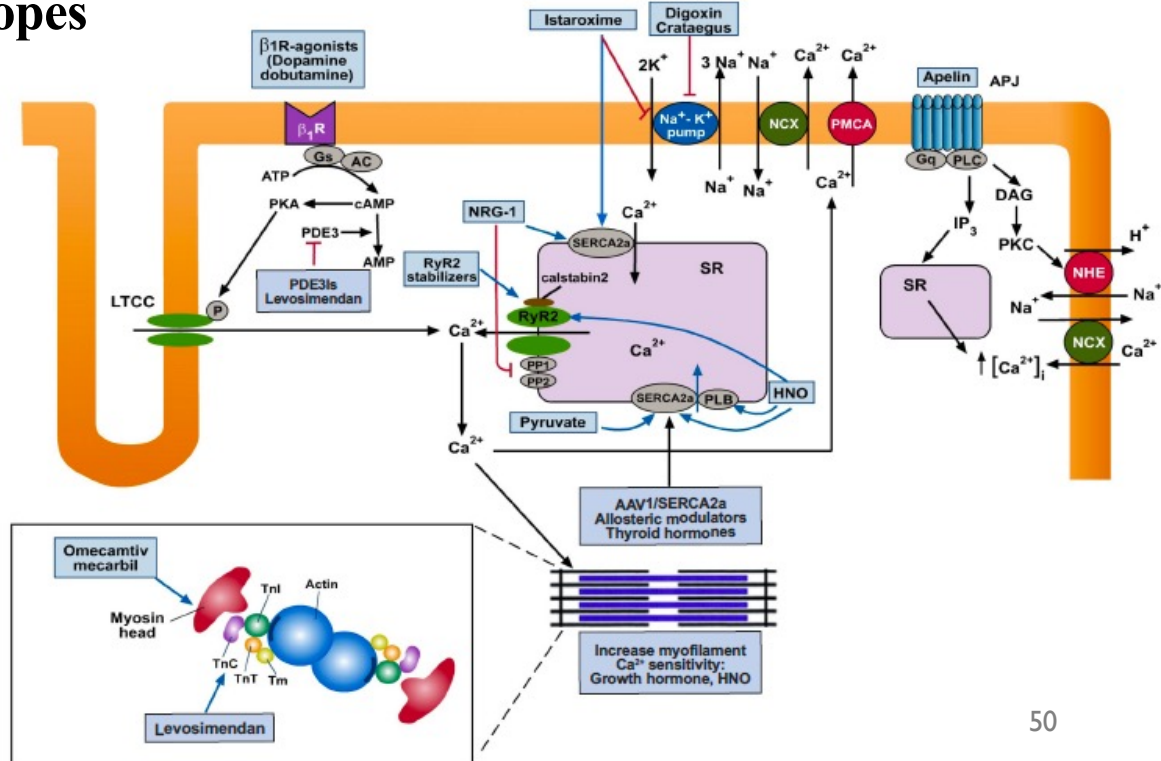 opes
Istaroxime
Digoxin
Crataegus
β1R-agonists
(Dopamine
dobutamine)
2K⁺
3 Na⁺
Na⁺
Ca²⁺
Ca²⁺
Apelin
APJ
β₁R
Na⁺- K⁺
pump
NCX
PMCA
Gs
AC
Gq
PLC
ATP
Na⁺
Na⁺
Ca²⁺
DAG
PKA
cAMP
NRG-1
Ca²⁺
IP₃
PDE3
SERCA2a
PKC
H⁺
AMP
RyR2
stabilizers
calstabin2
SR
NHE
PDE3Is
Levosimendan
SR
Na⁺
Na⁺
LTCC
P
RyR2
Ca²⁺
Ca²⁺
NCX
Ca²⁺
[Ca²⁺]i
PP1
PP2
SERCA2a
PLB
HNO
Pyruvate
Ca²⁺
AAV1/SERCA2a
Allosteric modulators
Thyroid hormones
Omecamtiv
mecarbil
TnI
Actin
Myosin
head
TnC
TnT
Tm
Increase myofilament
Ca²⁺ sensitivity:
Growth hormone, HNO
Levosimendan
50